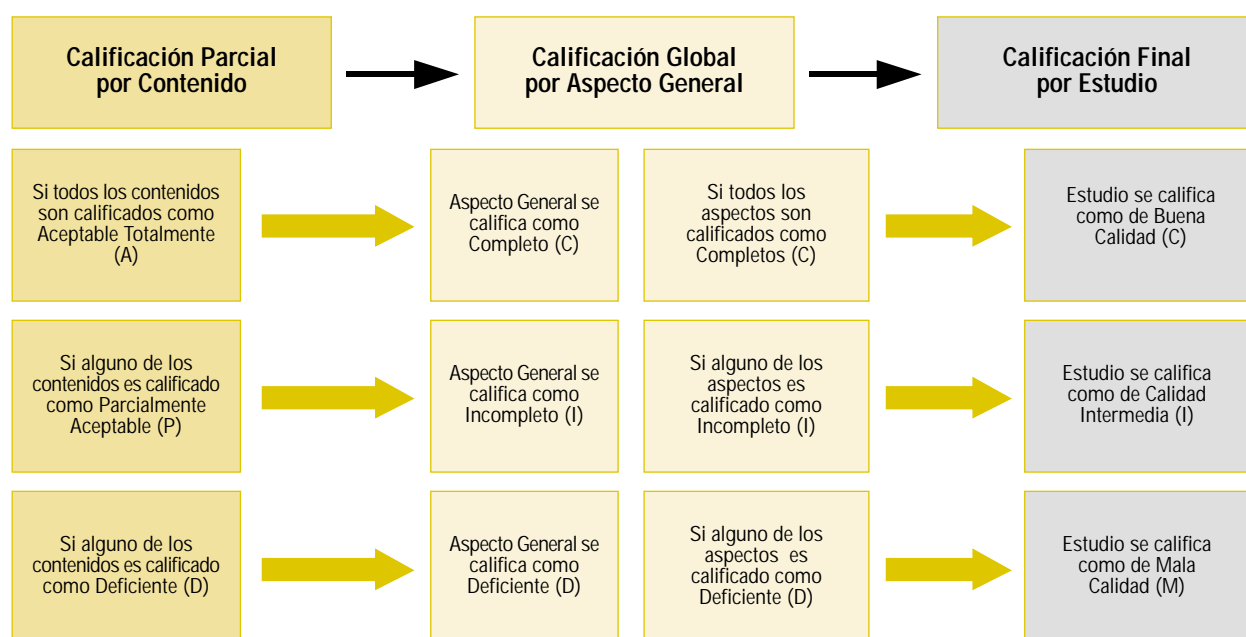 Calificación Parcial
por Contenido
Calificación Global
por Aspecto General
Calificación Final
por Estudio
Si todos los contenidos
son calificados como
Aceptable Totalmente
(A)
Aspecto General se
califica como
Completo (C)
Si todos los
aspectos son
calificados como
Completos (C)
Estudio se califica
como de Buena
Calidad (C)
Si alguno de los
contenidos es calificado
como Parcialmente
Aceptable (P)
Aspecto General se
califica como
Incompleto (I)
Si alguno de los
aspectos es
calificado como
Incompleto (I)
Estudio se califica
como de Calidad
Intermedia (I)
Si alguno de los
contenidos es calificado
como Deficiente (D)
Aspecto General se
califica como
Deficiente (D)
Si alguno de los
aspectos es
calificado como
Deficiente (D)
Estudio se califica
como de Mala
Calidad (M)